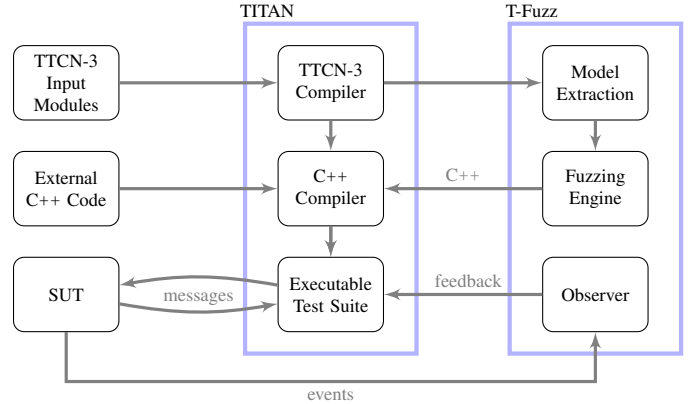 TITAN
T-Fuzz
TTCN-3
Input
Modules
TTCN-3
Compiler
Model
Extraction
External
C++ Code
C++
Compiler
C++
Fuzzing
Engine
SUT
messages
Executable
Test Suite
feedback
Observer
events